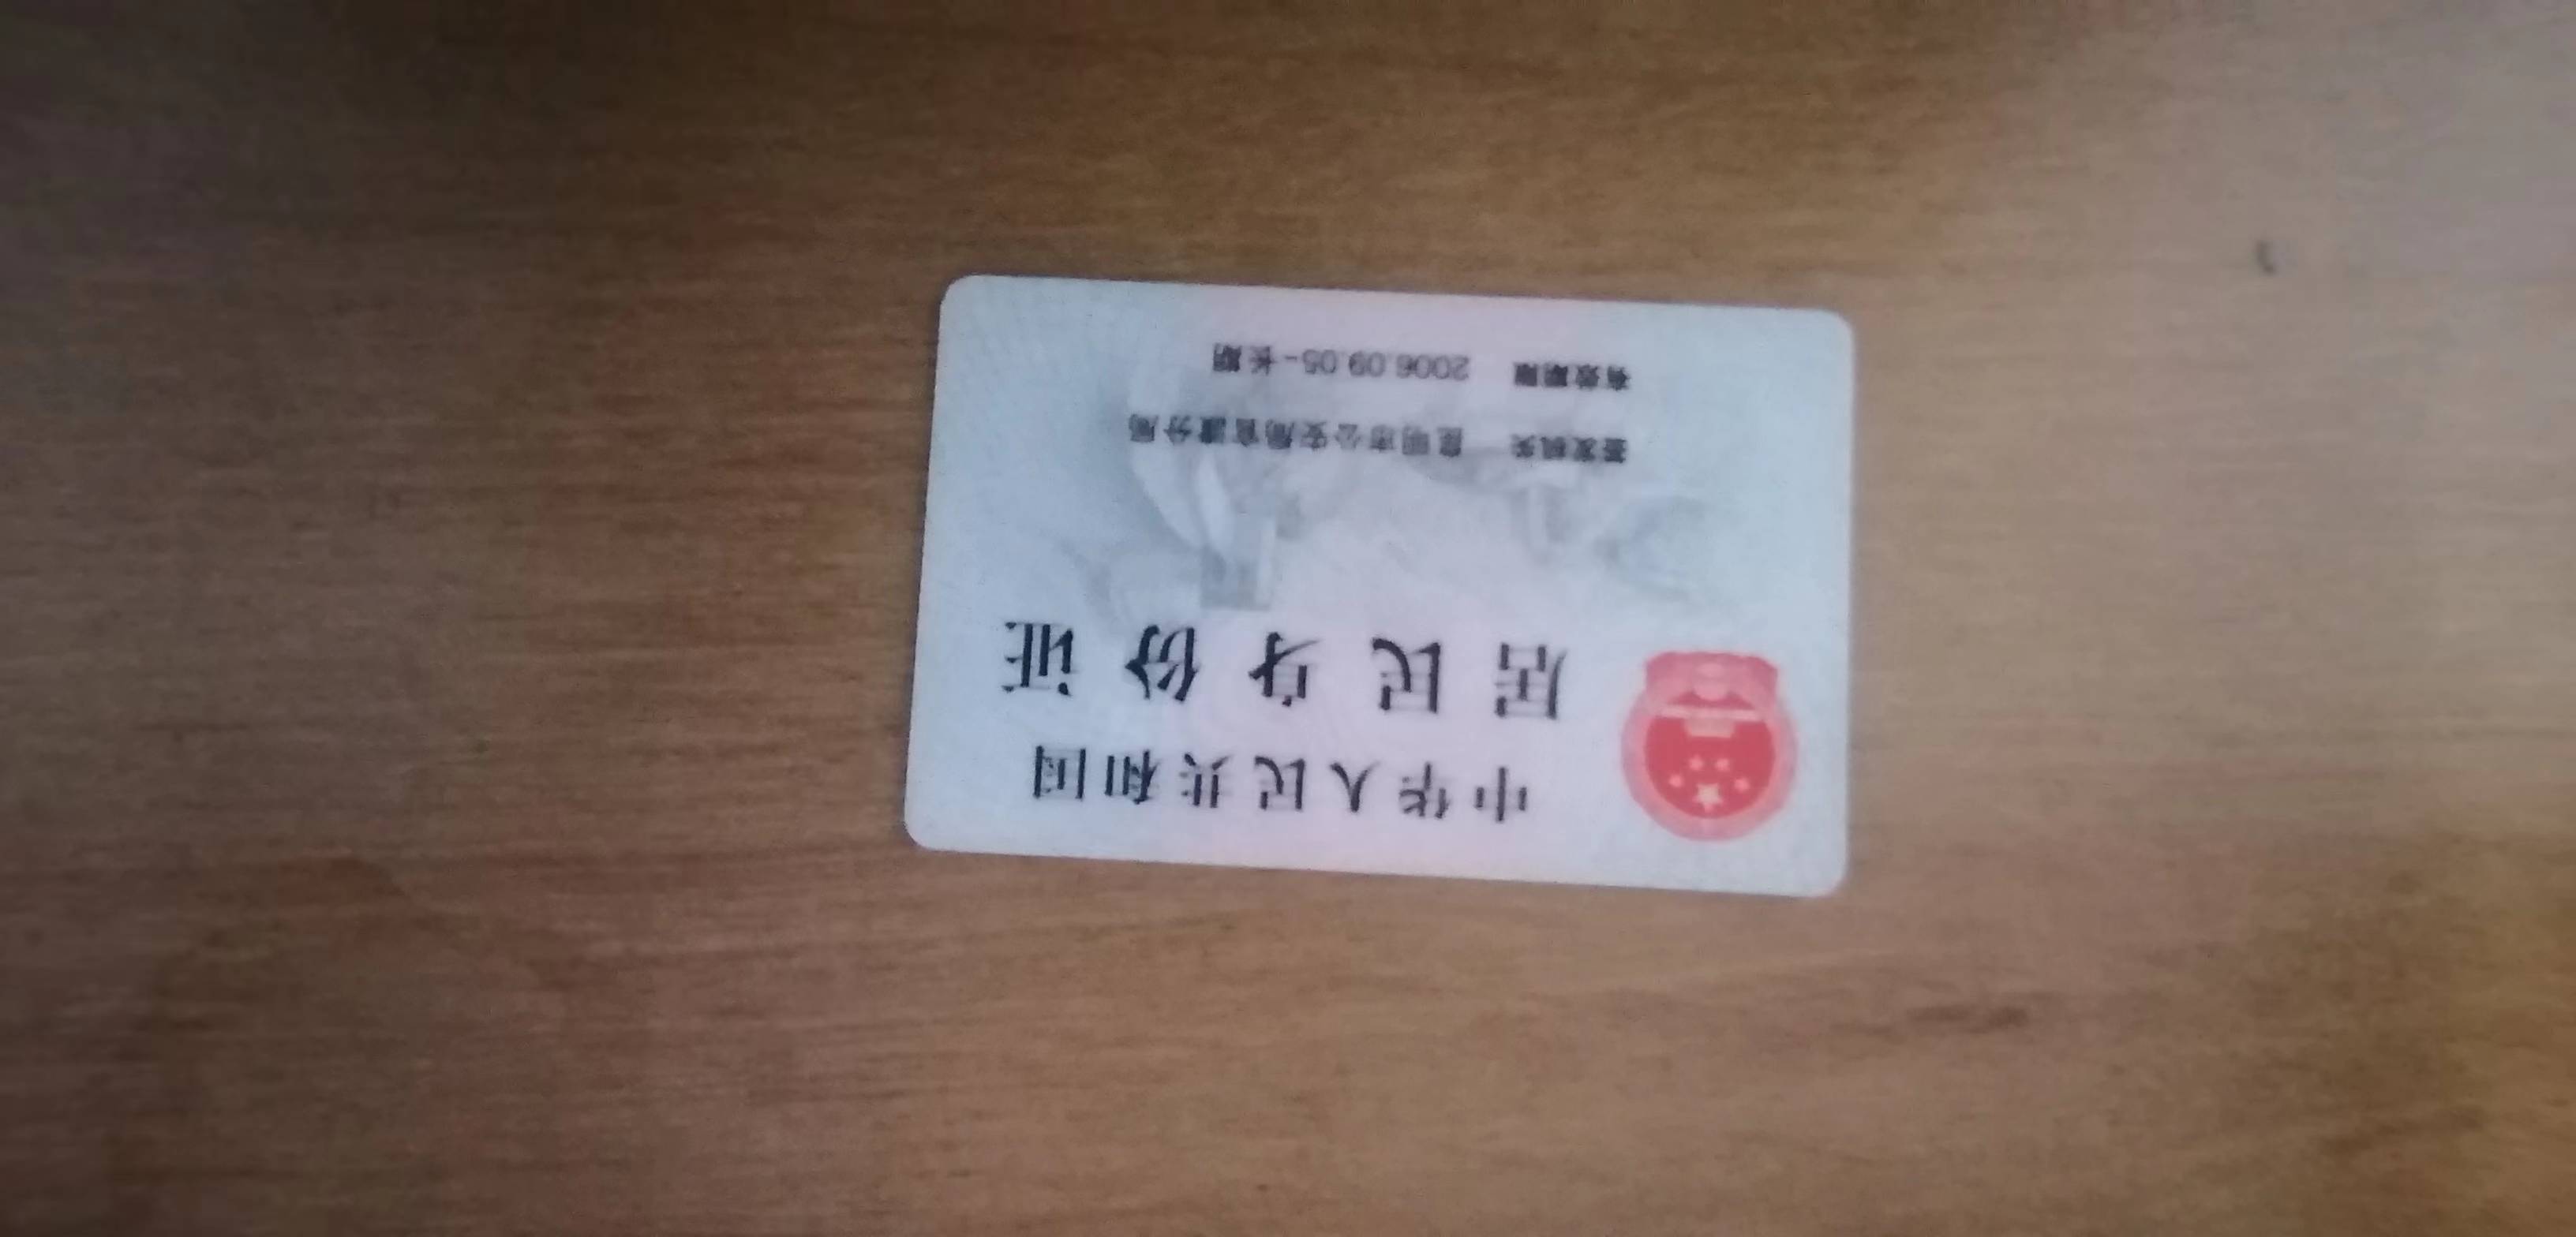 中华人民共和国
居民身份证
签发机关 昆明市公安局官渡分局
有效期限 2006.09.05-长期